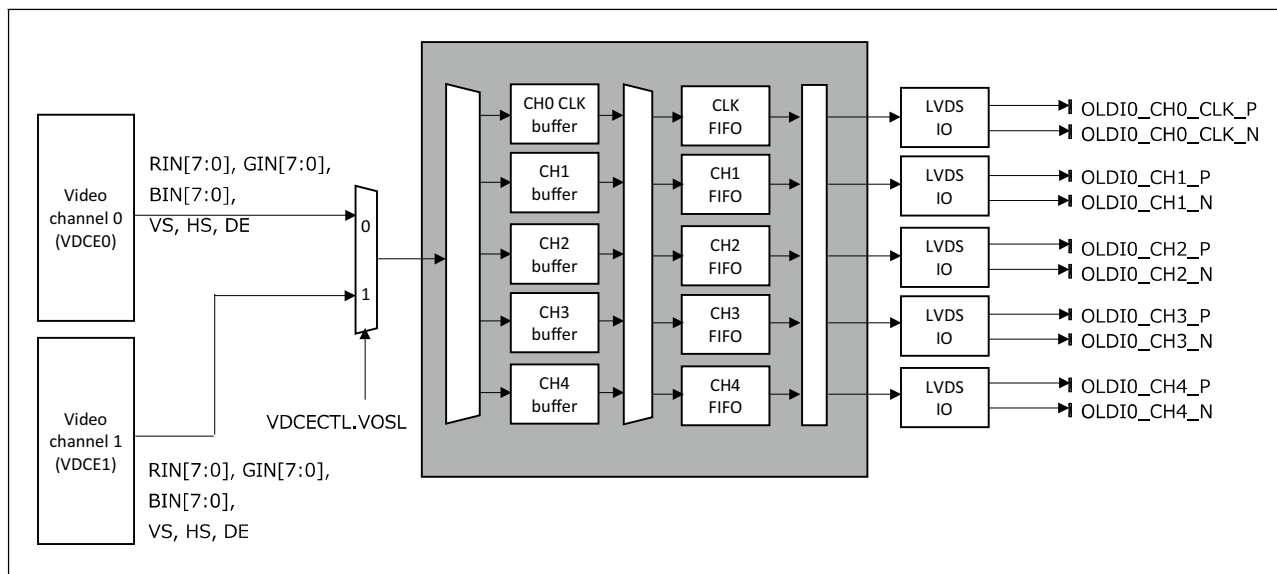 Video
channel 0
(VDCE0)
RIN[7:0], GIN[7:0],
BIN[7:0],
VS, HS, DE
Video
channel 1
(VDCE1)
RIN[7:0], GIN[7:0],
BIN[7:0],
VS, HS, DE
0
1
VDCECTL.VOSL
CH0 CLK
buffer
CH1
buffer
CH2
buffer
CH3
buffer
CH4
buffer
CLK
FIFO
CH1
FIFO
CH2
FIFO
CH3
FIFO
CH4
FIFO
LVDS
IO
LVDS
IO
LVDS
IO
LVDS
IO
LVDS
IO
OLDI0_CH0_CLK_P
OLDI0_CH0_CLK_N
OLDI0_CH1_P
OLDI0_CH1_N
OLDI0_CH2_P
OLDI0_CH2_N
OLDI0_CH3_P
OLDI0_CH3_N
OLDI0_CH4_P
OLDI0_CH4_N